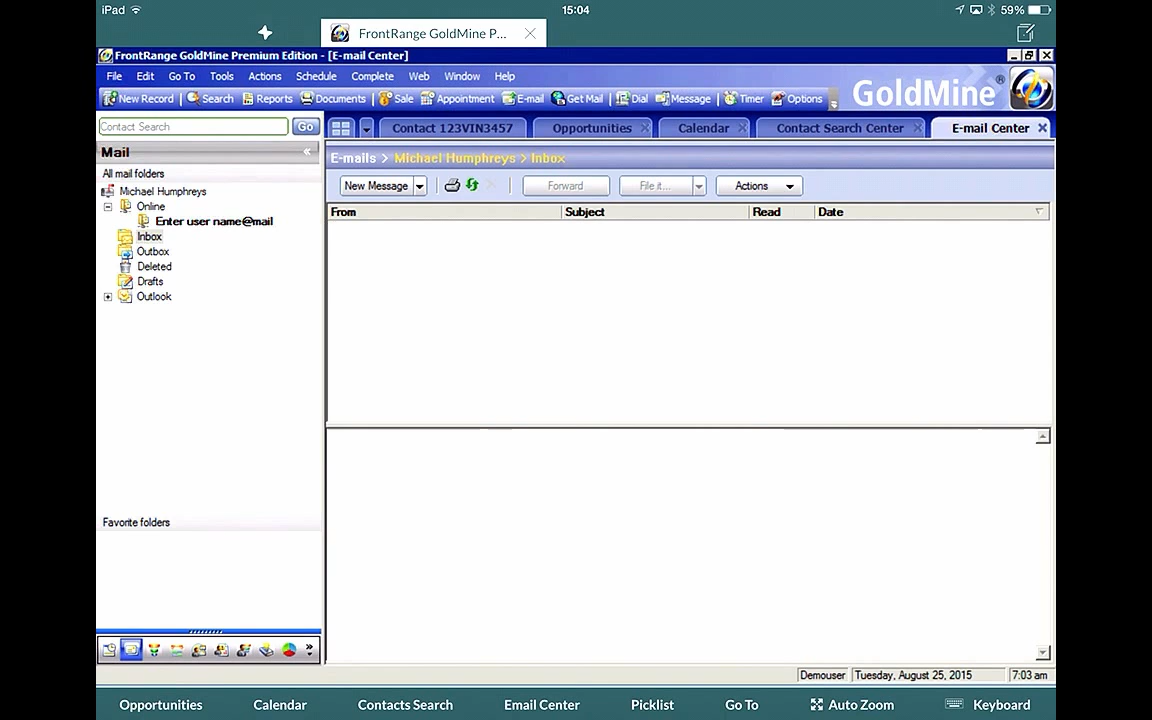 iPad 15:04 59%
FrontRange GoldMine P...
FrontRange GoldMine Premium Edition - [E-mail Center]
File Edit Go To Tools Actions Schedule Complete Web Window Help
New Record Search Reports Documents Sale Appointment E-mail Get Mail Dial Message Timer Options
GoldMine®
Contact Search Go
Contact 123VIN3457 Opportunities Calendar Contact Search Center E-mail Center
Mail
E-mails > Michael Humphreys > Inbox
All mail folders
New Message Forward File it... Actions
Michael Humphreys
Online
Enter user name@mail
Inbox
Outbox
Deleted
Drafts
Outlook
From Subject Read Date
Favorite folders
Demouser Tuesday, August 25, 2015 7:03 am
Opportunities Calendar Contacts Search Email Center Picklist Go To Auto Zoom Keyboard